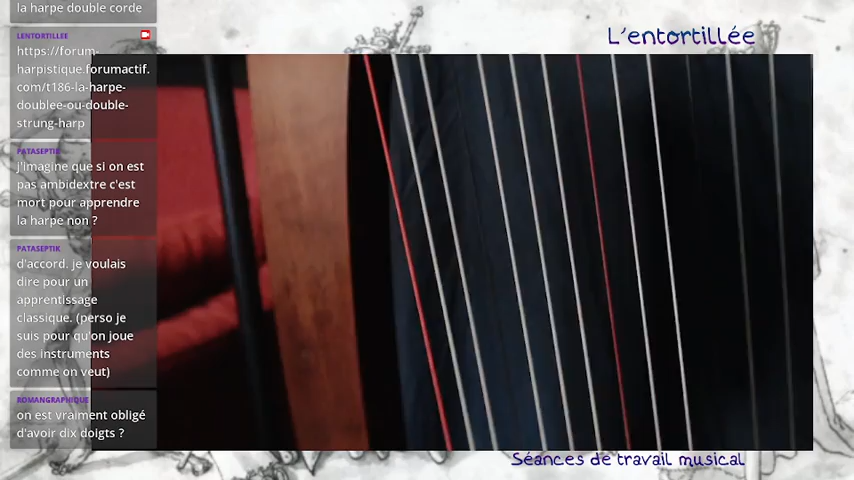 la harpe double corde
LENTORTILLEE
https://forum-
harpistique.forumactif.
com/t186-la-harpe-
doublee-ou-double-
strung-harp
PATASEPTIK
j'imagine que si on est
pas ambidextre c'est
mort pour apprendre
la harpe non ?
PATASEPTIK
d'accord. je voulais
dire pour un
apprentissage
classique. (perso je
suis pour qu'on joue
des instruments
comme on veut)
ROMANGRAPHIQUE
on est vraiment obligé
d'avoir dix doigts ?
L'entortillée
Séances de travail musical